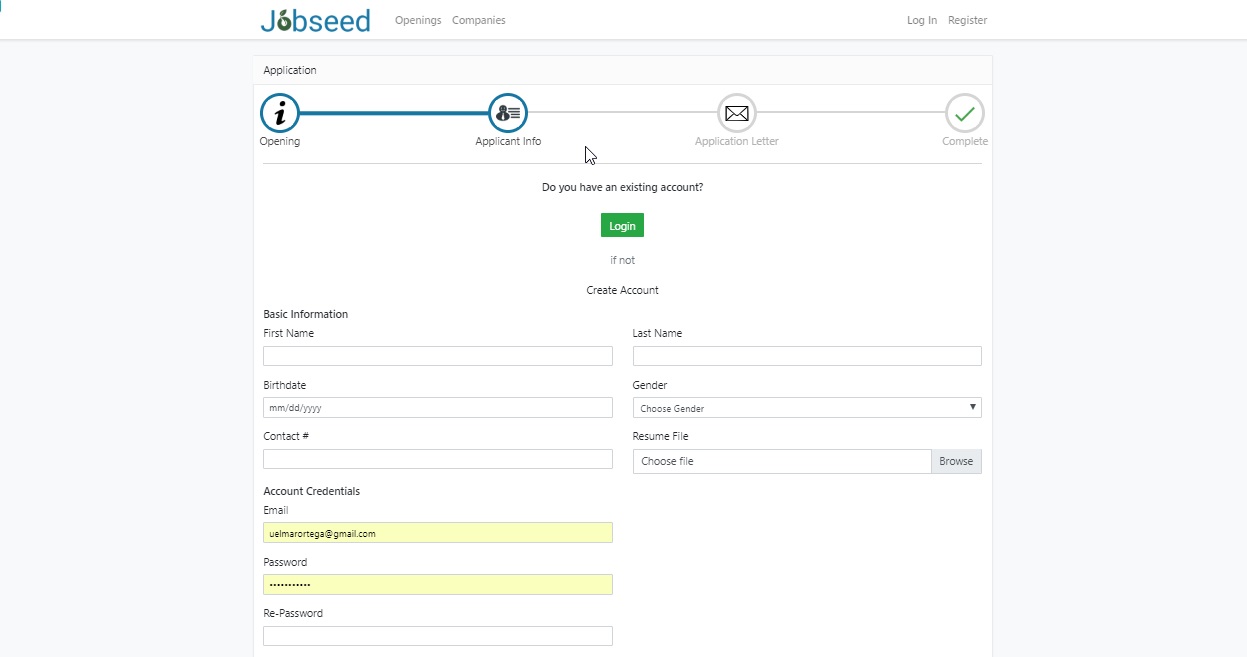 Jobseed Openings Companies Log In Register
Application
i
Opening Applicant Info Application Letter Complete
Do you have an existing account?
Login
if not
Create Account
Basic Information
First Name Last Name
Birthdate Gender
mm/dd/yyyy Choose Gender
Contact # Resume File
Choose file Browse
Account Credentials
Email
uelmarortega@gmail.com
Password
•••••••••••
Re-Password